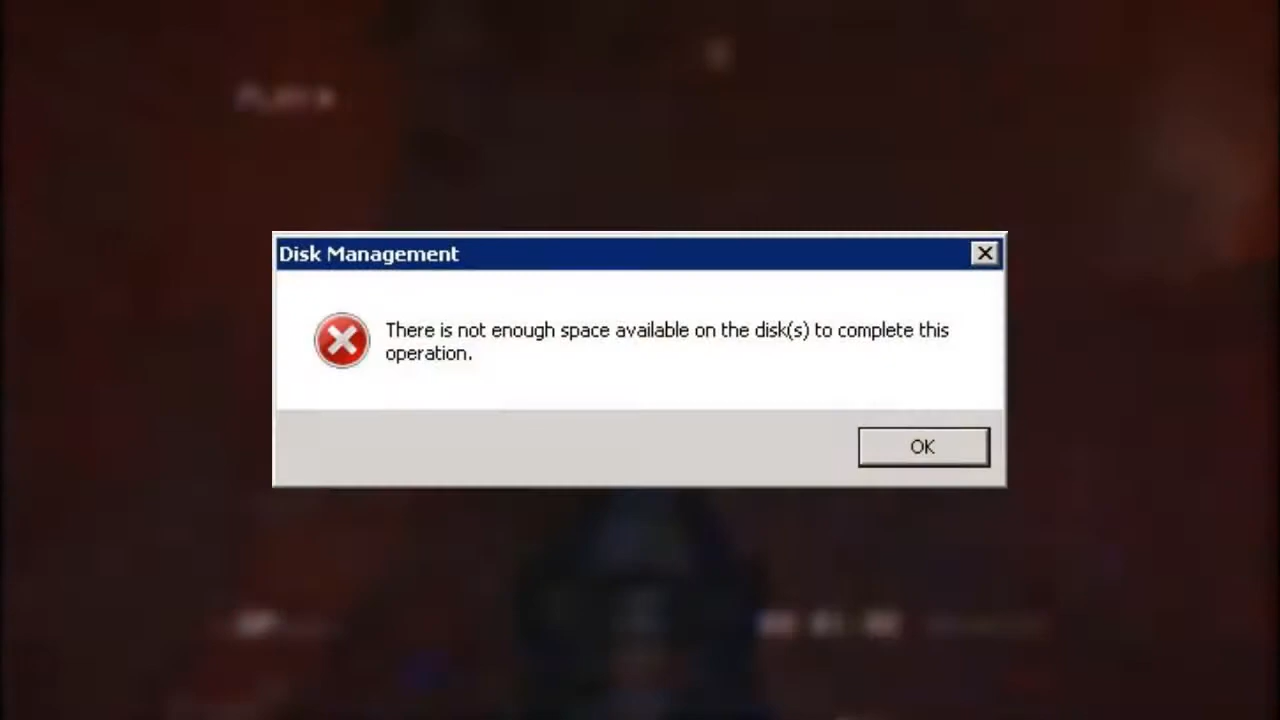 Disk Management
There is not enough space available on the disk(s) to complete this
operation.
OK